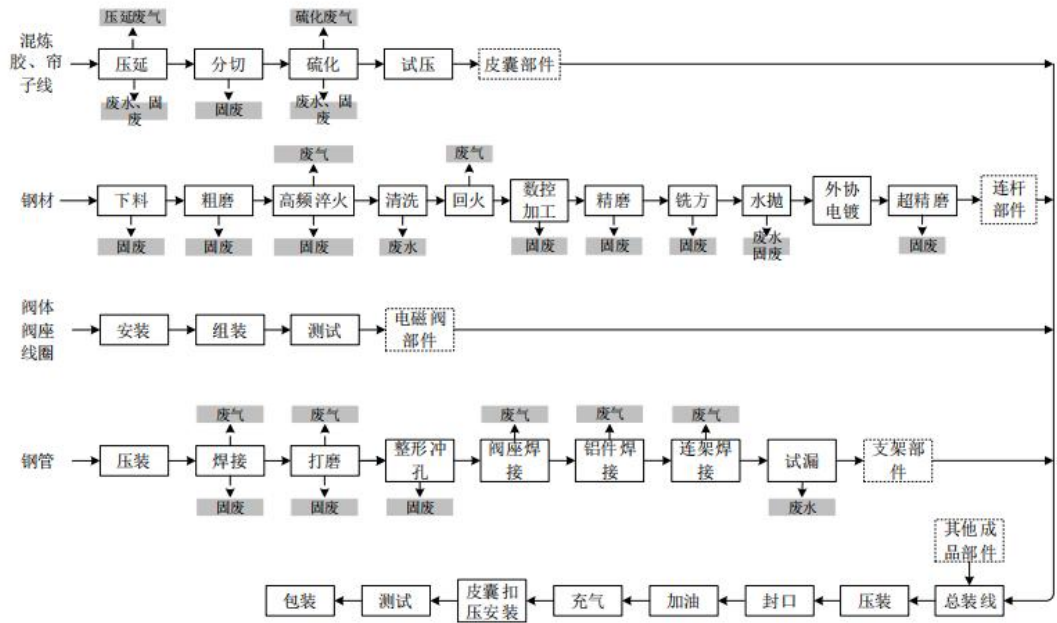 压延废气
硫化废气
混炼
胶、帘
子线
压延
分切
硫化
试压
皮囊部件
废水、固
废
固废
废水、固
废
废气
废气
钢材
下料
粗磨
高频淬火
清洗
回火
数控
加工
精磨
铣方
水抛
外协
电镀
超精磨
连杆
部件
固废
固废
固废
废水
固废
固废
固废
废水
固废
固废
阀体
阀座
线圈
安装
组装
测试
电磁阀
部件
废气
废气
废气
废气
废气
钢管
压装
焊接
打磨
整形冲
孔
阀座焊
接
铝件焊
接
连架焊
接
试漏
支架部
件
固废
固废
固废
废水
其他成
品部件
包装
测试
皮囊扣
压安装
充气
加油
封口
压装
总装线